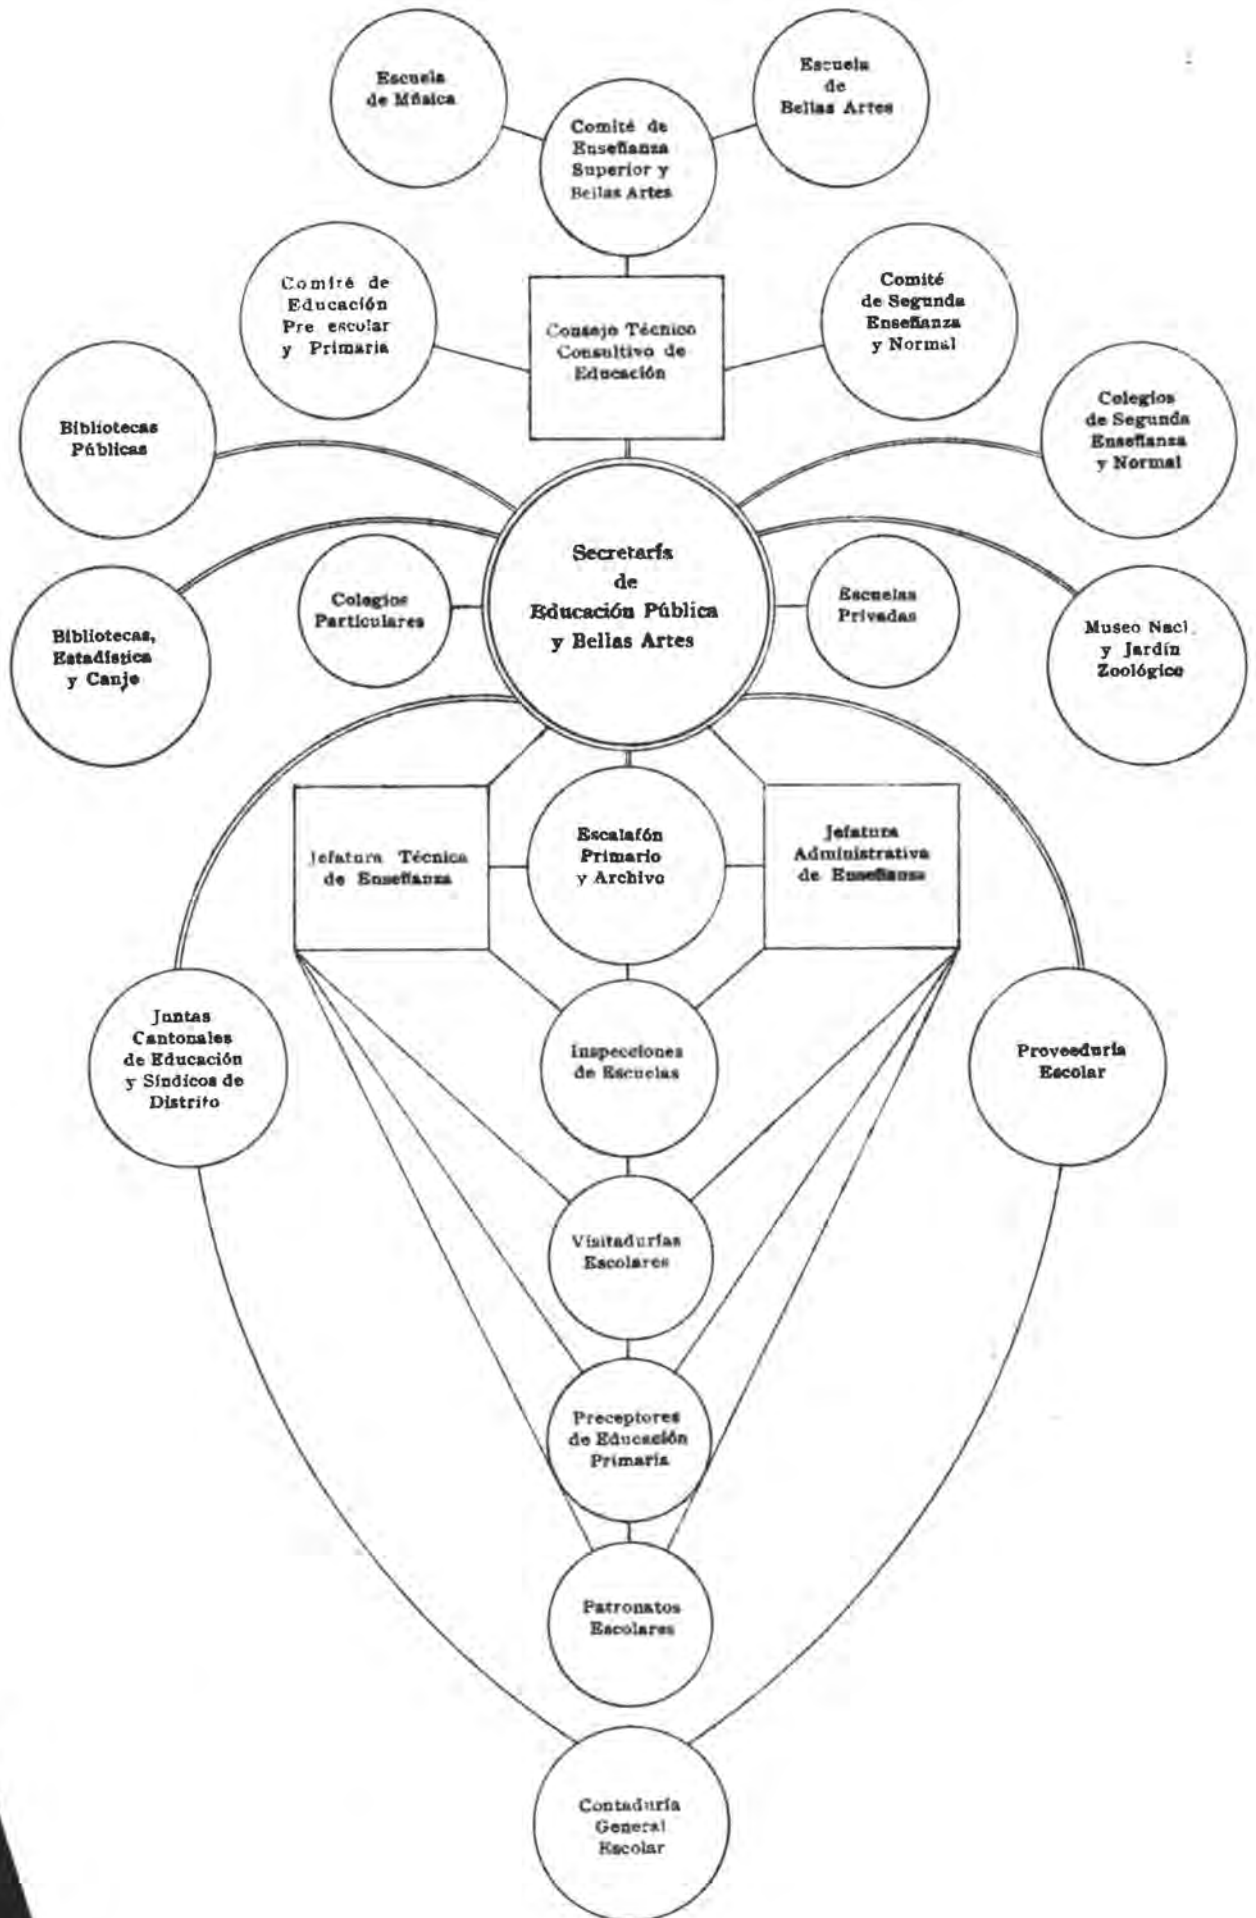 Escuela
de Música
Escuela
de
Bellas Artes
Comité de
Enseñanza
Superior y
Bellas Artes
Comité de
Educación
Pre escolar
y Primaria
Consejo Técnico
Consultivo de
Educación
Comité
de Segunda
Enseñanza
y Normal
Bibliotecas
Públicas
Colegios
de Segunda
Enseñanza
y Normal
Secretaría
de
Educación Pública
y Bellas Artes
Colegios
Particulares
Escuelas
Privadas
Bibliotecas,
Estadística
y Canje
Museo Nacl.
y Jardín
Zoológico
Jefatura Técnica
de Enseñanza
Escalafón
Primario
y Archivo
Jefatura
Administrativa
de Enseñanza
Juntas
Cantonales
de Educación
y Síndicos de
Distrito
Inspecciones
de Escuelas
Proveeduría
Escolar
Visitadurías
Escolares
Preceptores
de Educación
Primaria
Patronatos
Escolares
Contaduría
General
Escolar